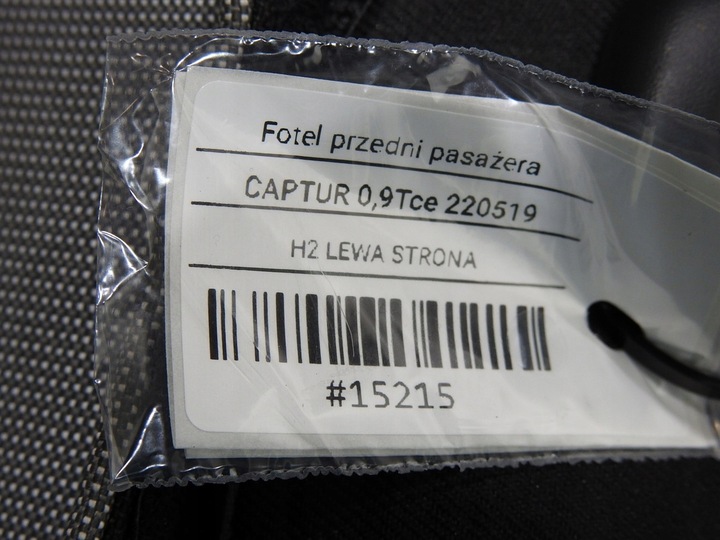 Fotel przedni pasażera
CAPTUR 0,9Tce 220519
H2 LEWA STRONA
#15215